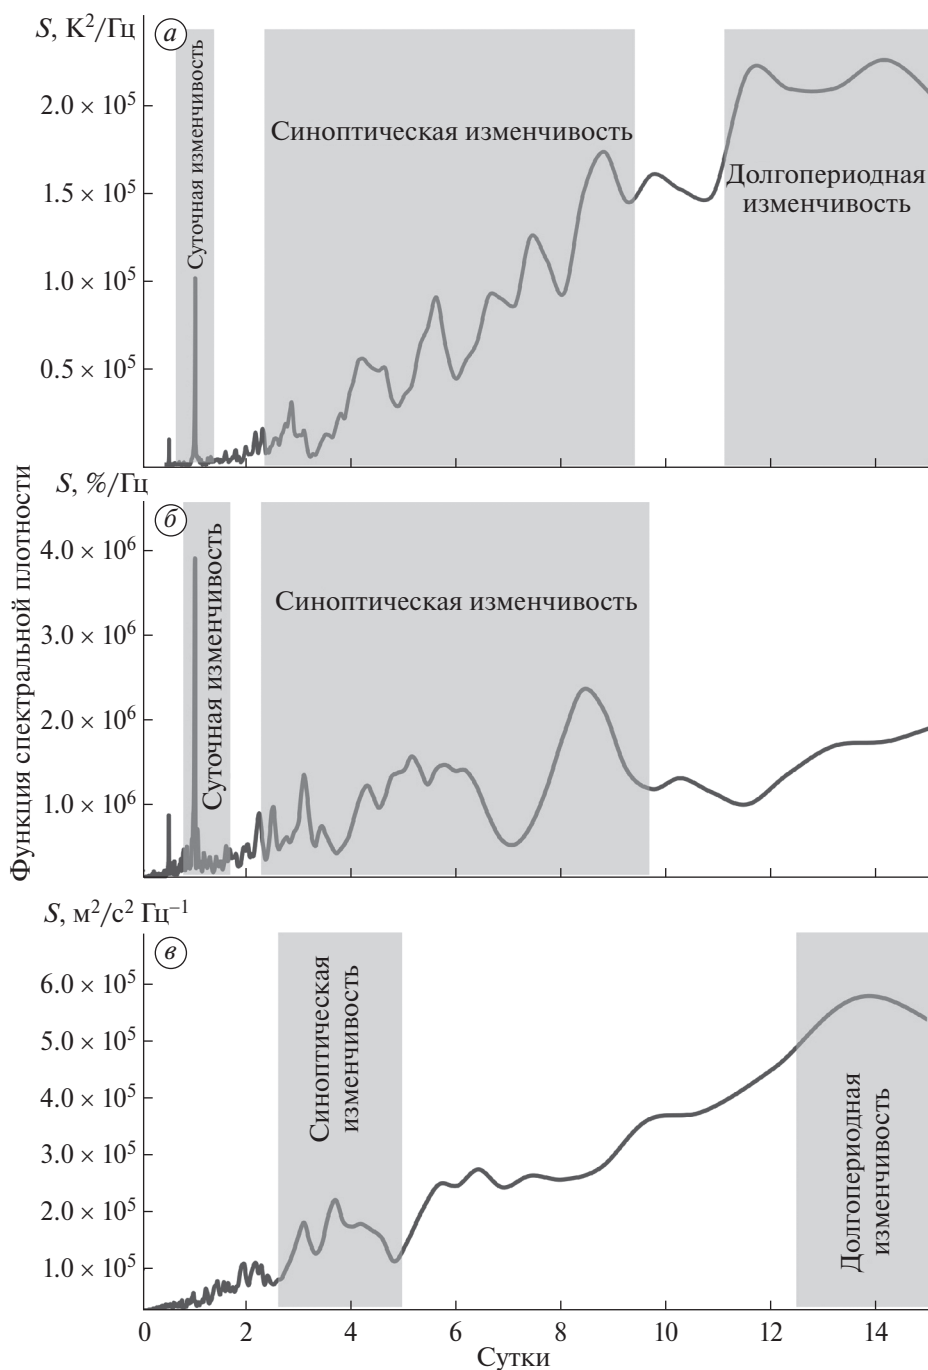 S, К²/Гц
а
2.0 × 10⁵
1.5 × 10⁵
1.0 × 10⁵
0.5 × 10⁵
Суточная изменчивость
Синоптическая изменчивость
Долгопериодная
изменчивость
Функция спектральной плотности
S, %/Гц
б
4.0 × 10⁶
3.0 × 10⁶
2.0 × 10⁶
1.0 × 10⁶
Суточная изменчивость
Синоптическая изменчивость
S, м²/с² Гц⁻¹
в
6.0 × 10⁵
5.0 × 10⁵
4.0 × 10⁵
3.0 × 10⁵
2.0 × 10⁵
1.0 × 10⁵
Синоптическая
изменчивость
Долгопериодная
изменчивость
0 2 4 6 8 10 12 14
Сутки